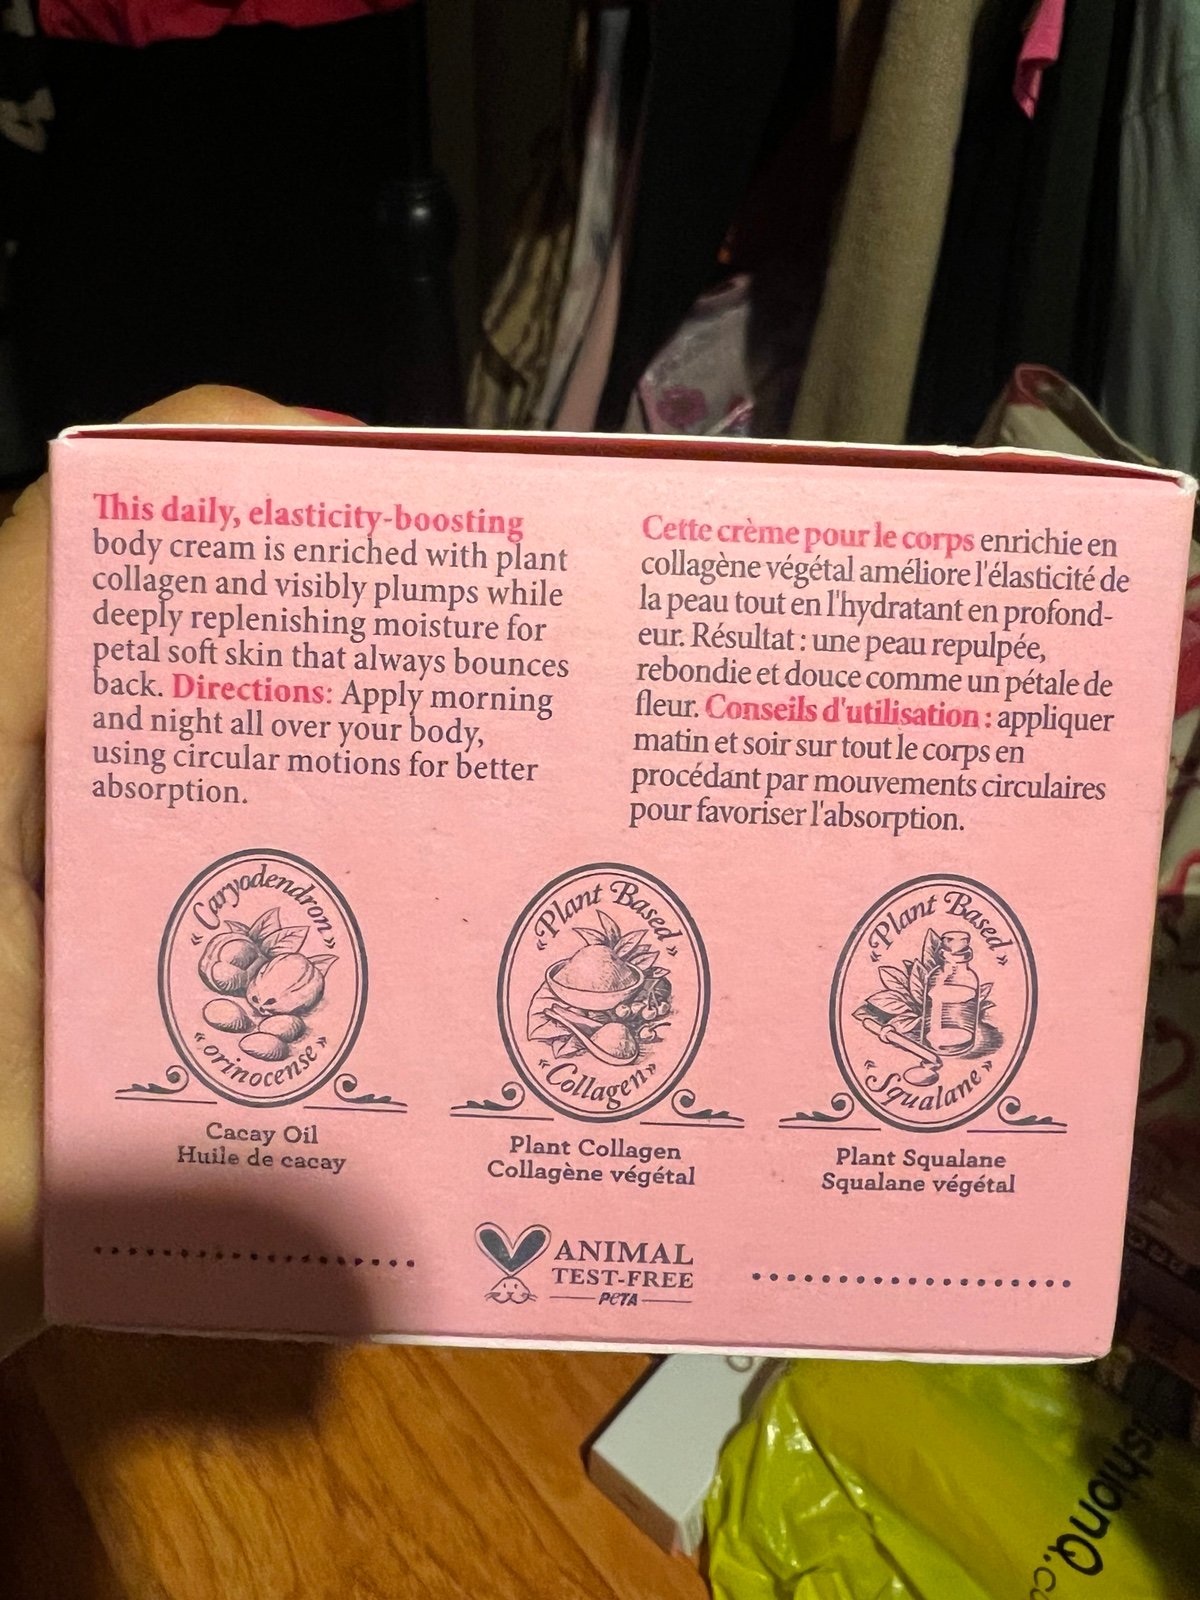 This daily, elasticity-boosting
body cream is enriched with plant
collagen and visibly plumps while
deeply replenishing moisture for
petal soft skin that always bounces
back. Directions: Apply morning
and night all over your body,
using circular motions for better
absorption.
Cette crème pour le corps enrichie en
collagène végétal améliore l'élasticité de
la peau tout en l'hydratant en profond-
eur. Résultat : une peau repulpée,
rebondie et douce comme un pétale de
fleur. Conseils d'utilisation : appliquer
matin et soir sur tout le corps en
procédant par mouvements circulaires
pour favoriser l'absorption.
«Caryodendron»
«orinocense»
Cacay Oil
Huile de cacay
«Plant Based»
«Collagen»
Plant Collagen
Collagène végétal
«Plant Based»
«Squalane»
Plant Squalane
Squalane végétal
ANIMAL
TEST-FREE
PETA